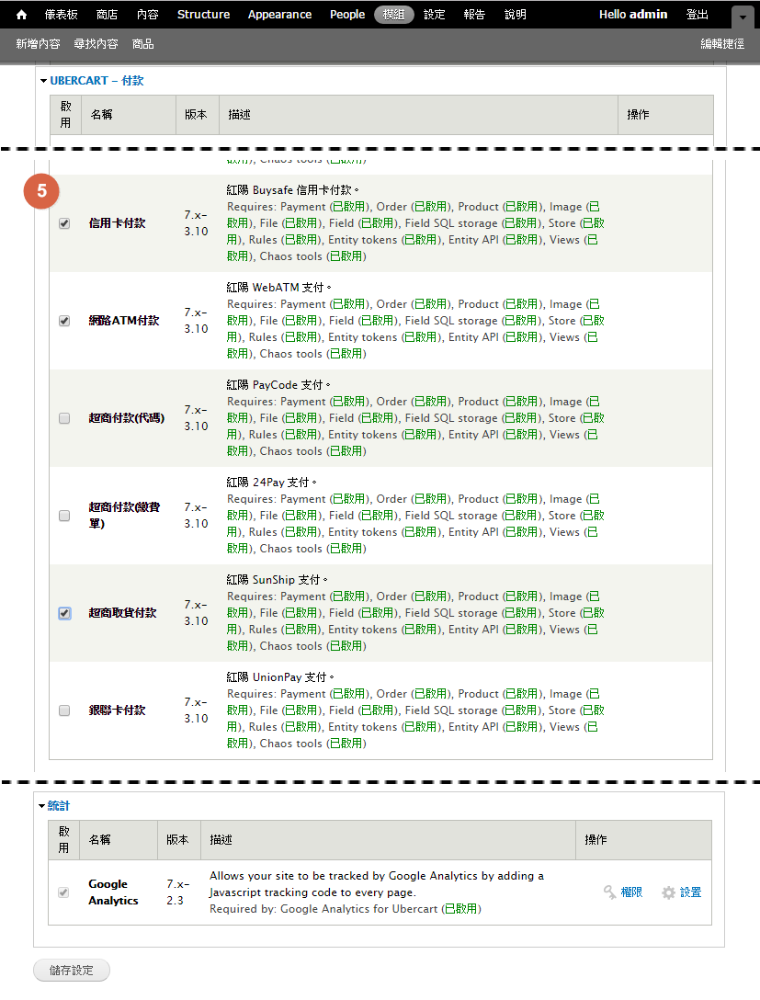 儀表板 商店 內容 Structure Appearance People 模組 設定 報告 說明 Hello admin 登出
新增內容 尋找內容 商品 編輯捷徑
UBERCART – 付款
啟用 名稱 版本 描述 操作
啟用), Chaos tools (已啟用)
5
紅陽 Buysafe 信用卡付款。
Requires: Payment (已啟用), Order (已啟用), Product (已啟用), Image (已
信用卡付款 7.x-3.10 啟用), File (已啟用), Field (已啟用), Field SQL storage (已啟用), Store (已啟
用), Rules (已啟用), Entity tokens (已啟用), Entity API (已啟用), Views (已
啟用), Chaos tools (已啟用)
紅陽 WebATM 支付。
Requires: Payment (已啟用), Order (已啟用), Product (已啟用), Image (已
網路ATM付款 7.x-3.10 啟用), File (已啟用), Field (已啟用), Field SQL storage (已啟用), Store (已啟
用), Rules (已啟用), Entity tokens (已啟用), Entity API (已啟用), Views (已
啟用), Chaos tools (已啟用)
紅陽 PayCode 支付。
Requires: Payment (已啟用), Order (已啟用), Product (已啟用), Image (已
超商付款(代碼) 7.x-3.10 啟用), File (已啟用), Field (已啟用), Field SQL storage (已啟用), Store (已啟
用), Rules (已啟用), Entity tokens (已啟用), Entity API (已啟用), Views (已
啟用), Chaos tools (已啟用)
紅陽 24Pay 支付。
Requires: Payment (已啟用), Order (已啟用), Product (已啟用), Image (已
超商付款(繳費單) 7.x-3.10 啟用), File (已啟用), Field (已啟用), Field SQL storage (已啟用), Store (已啟
用), Rules (已啟用), Entity tokens (已啟用), Entity API (已啟用), Views (已
啟用), Chaos tools (已啟用)
紅陽 SunShip 支付。
Requires: Payment (已啟用), Order (已啟用), Product (已啟用), Image (已
超商取貨付款 7.x-3.10 啟用), File (已啟用), Field (已啟用), Field SQL storage (已啟用), Store (已啟
用), Rules (已啟用), Entity tokens (已啟用), Entity API (已啟用), Views (已
啟用), Chaos tools (已啟用)
紅陽 UnionPay 支付。
Requires: Payment (已啟用), Order (已啟用), Product (已啟用), Image (已
銀聯卡付款 7.x-3.10 啟用), File (已啟用), Field (已啟用), Field SQL storage (已啟用), Store (已啟
用), Rules (已啟用), Entity tokens (已啟用), Entity API (已啟用), Views (已
啟用), Chaos tools (已啟用)
統計
啟用 名稱 版本 描述 操作
Allows your site to be tracked by Google Analytics by adding a
Google Analytics 7.x-2.3 Javascript tracking code to every page. 權限 設置
Required by: Google Analytics for Ubercart (已啟用)
儲存設定